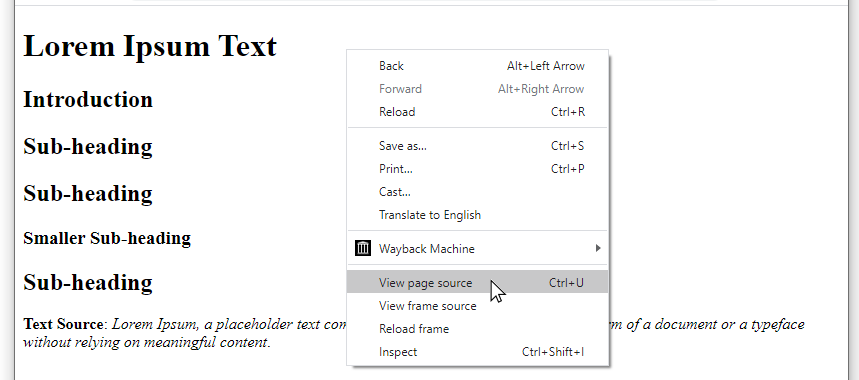 Lorem Ipsum Text
Introduction
Sub-heading
Sub-heading
Smaller Sub-heading
Sub-heading
Text Source: Lorem Ipsum, a placeholder text com
m of a document or a typeface
without relying on meaningful content.
Back Alt+Left Arrow
Forward Alt+Right Arrow
Reload Ctrl+R
Save as... Ctrl+S
Print... Ctrl+P
Cast...
Translate to English
Wayback Machine
View page source Ctrl+U
View frame source
Reload frame
Inspect Ctrl+Shift+I